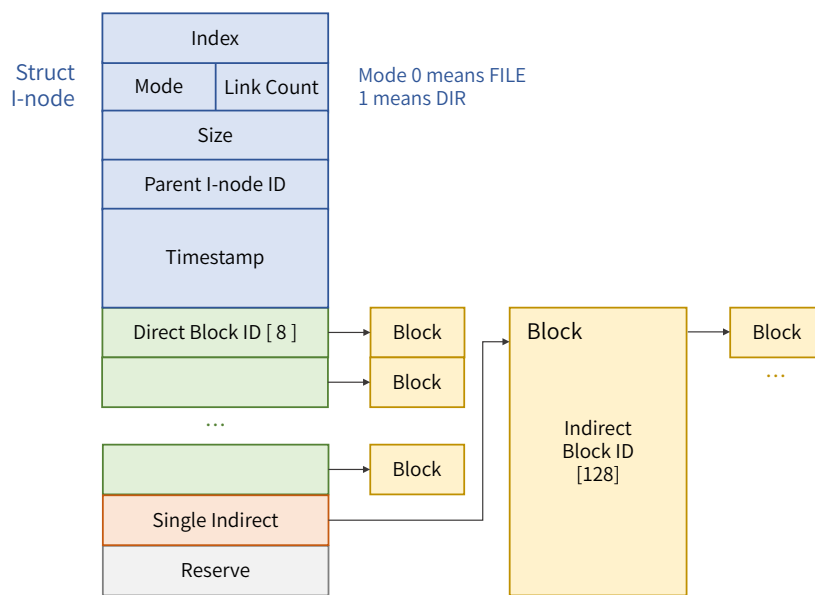 Index
Struct
I-node
Mode
Link Count
Mode 0 means FILE
1 means DIR
Size
Parent I-node ID
Timestamp
Direct Block ID [ 8 ]
Block
Block
Block
Block
...
...
Indirect
Block ID
[128]
Block
Single Indirect
Reserve